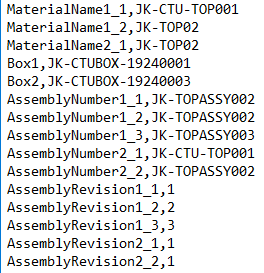 MaterialName1_1,JK-CTU-TOP001
MaterialName1_2,JK-TOP02
MaterialName2_1,JK-TOP02
Box1,JK-CTUBOX-19240001
Box2,JK-CTUBOX-19240003
AssemblyNumber1_1,JK-TOPASSY002
AssemblyNumber1_2,JK-TOPASSY002
AssemblyNumber1_3,JK-TOPASSY003
AssemblyNumber2_1,JK-CTU-TOP001
AssemblyNumber2_2,JK-TOPASSY002
AssemblyRevision1_1,1
AssemblyRevision1_2,2
AssemblyRevision1_3,3
AssemblyRevision2_1,1
AssemblyRevision2_2,1